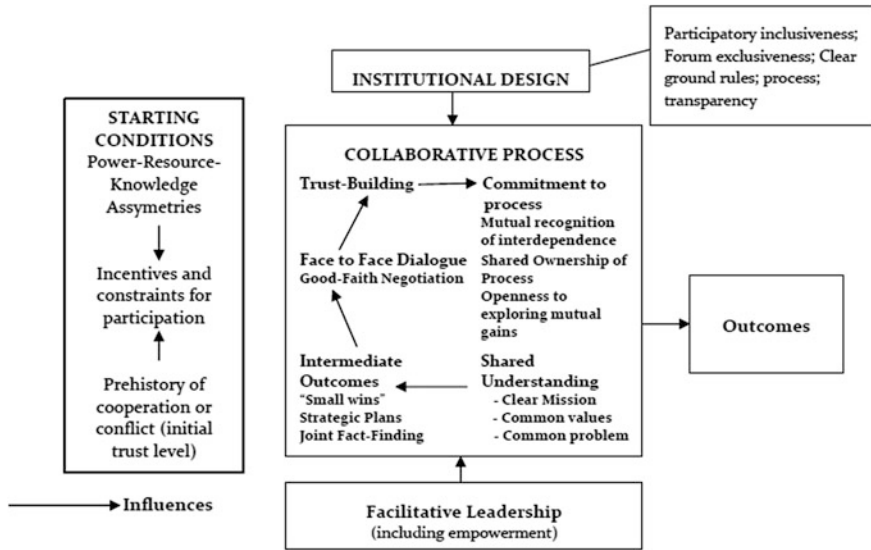 Participatory inclusiveness;
Forum exclusiveness; Clear
ground rules; process;
transparency
INSTITUTIONAL DESIGN
STARTING
CONDITIONS
Power-Resource-
Knowledge
Assymetries
Incentives and
constraints for
participation
Prehistory of
cooperation or
conflict (initial
trust level)
Influences
COLLABORATIVE PROCESS
Trust-Building
Commitment to
process
Mutual recognition
of interdependence
Shared Ownership of
Process
Openness to
exploring mutual
gains
Face to Face Dialogue
Good-Faith Negotiation
Intermediate
Outcomes
“Small wins”
Strategic Plans
Joint Fact-Finding
Shared
Understanding
- Clear Mission
- Common values
- Common problem
Outcomes
Facilitative Leadership
(including empowerment)